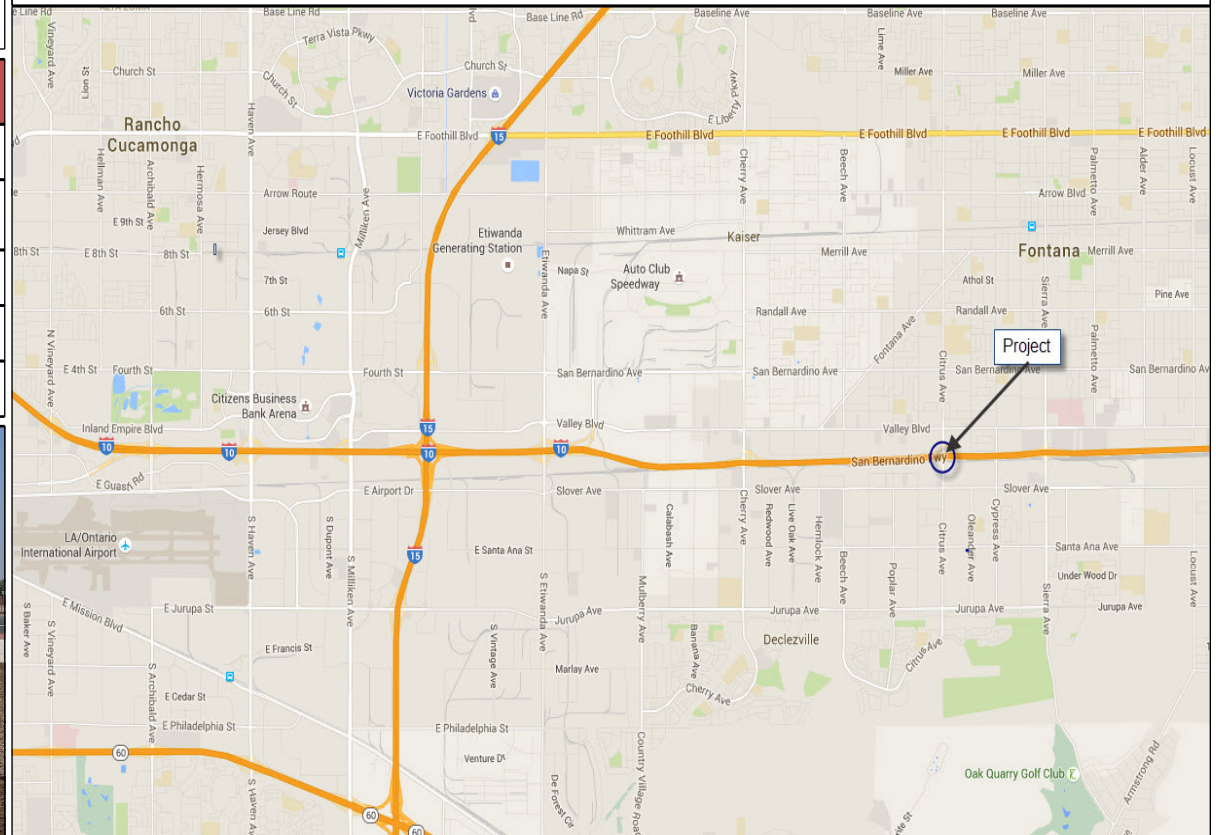 Base Line Rd
Base Line Rd
Baseline Ave
Baseline Ave
Baseline Ave
Terra Vista Pkwy
Vineyard Ave
Church St
Lion St
Church St
Church St
Lime Ave
Miller Ave
Miller Ave
Victoria Gardens
E Liberty Pkwy
Rancho
Cucamonga
Haven Ave
E Foothill Blvd
15
E Foothill Blvd
E Foothill Blvd
E Foothill Blvd
E Foothill Blvd
Hellman Ave
Archibald Ave
Hermosa Ave
Arrow Route
Milliken Ave
Cherry Ave
Beech Ave
Palmetto Ave
Alder Ave
Locust Ave
Arrow Blvd
E 9th St
Jersey Blvd
Etiwanda
Generating Station
Whittram Ave
Kaiser
Merrill Ave
Fontana
Merrill Ave
8th St
E 8th St
8th St
Etiwanda Ave
Napa St
Auto Club
Speedway
7th St
Athol St
Sierra Ave
Pine Ave
6th St
6th St
Randall Ave
Randall Ave
Fontana Ave
N Vineyard Ave
Palmetto Ave
Project
Citrus Ave
E 4th St
Fourth St
Fourth St
San Bernardino Ave
San Bernardino Ave
San Bernardino Ave
San Bernardino Av
Citizens Business
Bank Arena
Inland Empire Blvd
15
Valley Blvd
Valley Blvd
10
10
10
10
San Bernardino
wy
E Guasti Rd
E Airport Dr
Slover Ave
Slover Ave
Slover Ave
LA/Ontario
International Airport
S Haven Ave
S Dupont Ave
S Milliken Ave
15
E Santa Ana St
Calabash Ave
Cherry Ave
Redwood Ave
Live Oak Ave
Hemlock Ave
Beech Ave
Poplar Ave
Citrus Ave
Oleander Ave
Cypress Ave
Santa Ana Ave
Under Wood Dr
Locust Ave
S Etiwanda Ave
Mulberry Ave
Sierra Ave
S Baker Ave
S Vineyard Ave
E Mission Blvd
E Jurupa St
Jurupa Ave
Jurupa Ave
Jurupa Ave
Jurupa Ave
E Francis St
S Vintage Ave
Banana Ave
Declezville
Citrus Ave
S Archibald Ave
E Cedar St
Marlay Ave
Cherry Ave
E Philadelphia St
E Philadelphia St
60
Venture Dr
Country Village Road
De Forest Cir
S Haven Av
Oak Quarry Golf Club
Armstrong Rd
60
60